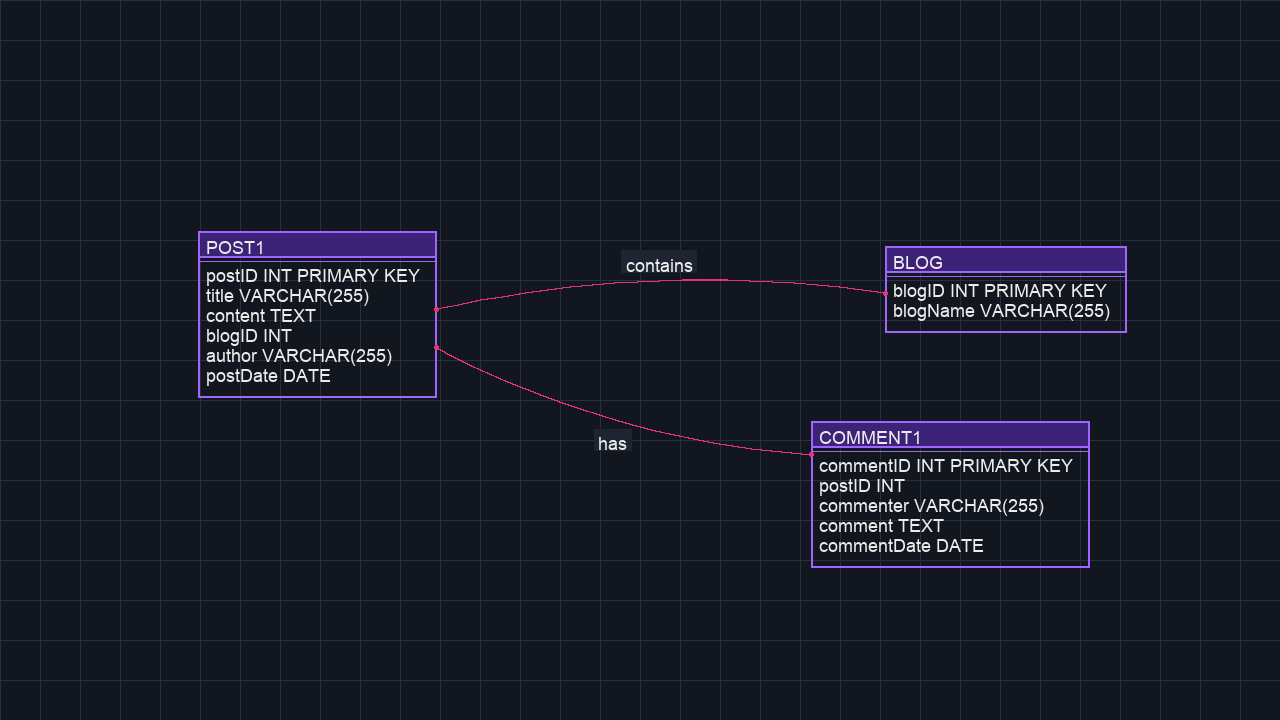 POST1
postID INT PRIMARY KEY
title VARCHAR(255)
content TEXT
blogID INT
author VARCHAR(255)
postDate DATE
contains
has
BLOG
blogID INT PRIMARY KEY
blogName VARCHAR(255)
COMMENT1
commentID INT PRIMARY KEY
postID INT
commenter VARCHAR(255)
comment TEXT
commentDate DATE